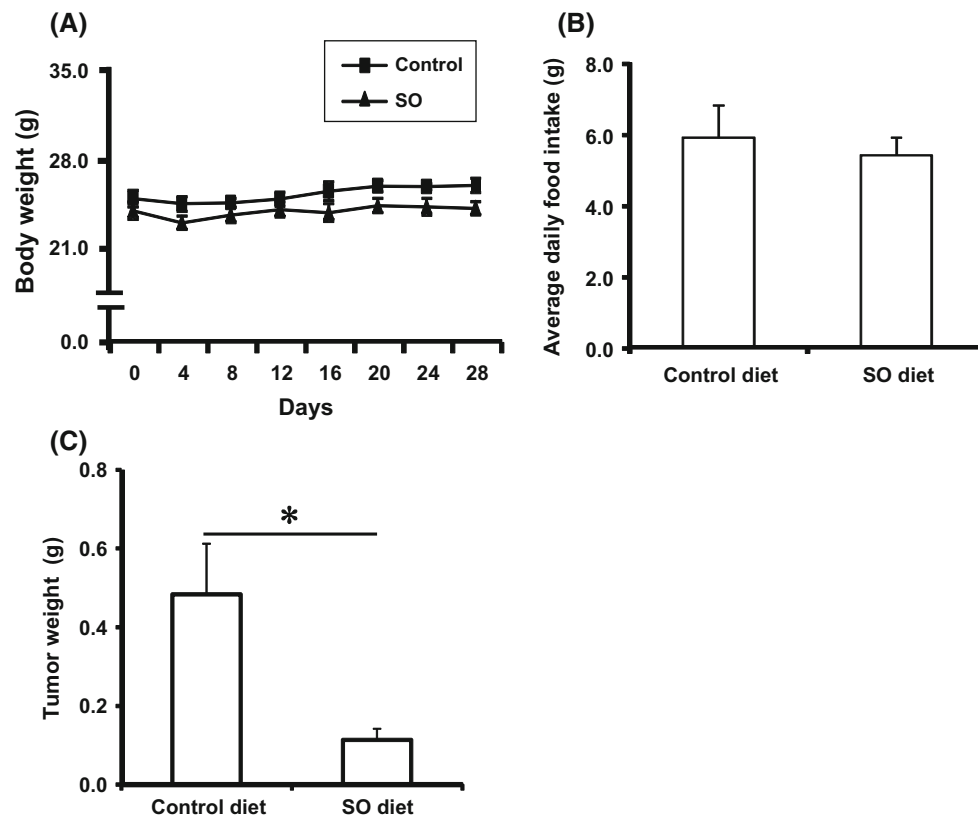 (A)
Control
SO
Body weight (g)
35.0
28.0
21.0
0.0
0 4 8 12 16 20 24 28
Days
(B)
Average daily food intake (g)
8.0
6.0
4.0
2.0
0.0
Control diet SO diet
(C)
Tumor weight (g)
0.8
0.6
0.4
0.2
0.0
*
Control diet SO diet